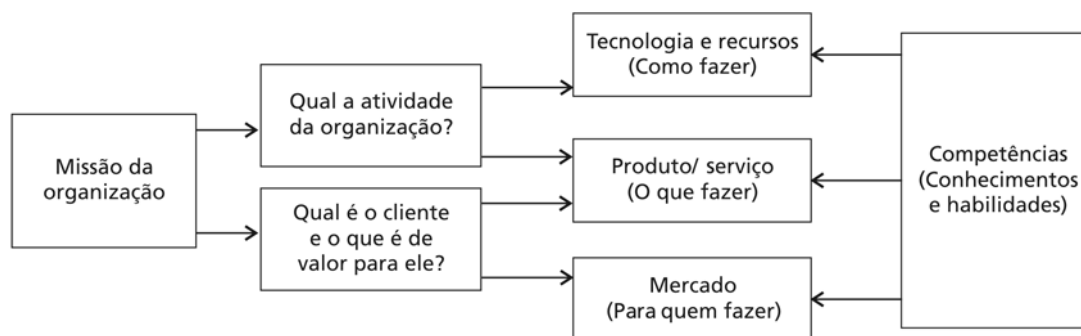 Missão da
organização
Qual a atividade
da organização?
Qual é o cliente
e o que é de
valor para ele?
Tecnologia e recursos
(Como fazer)
Produto/ serviço
(O que fazer)
Mercado
(Para quem fazer)
Competências
(Conhecimentos
e habilidades)